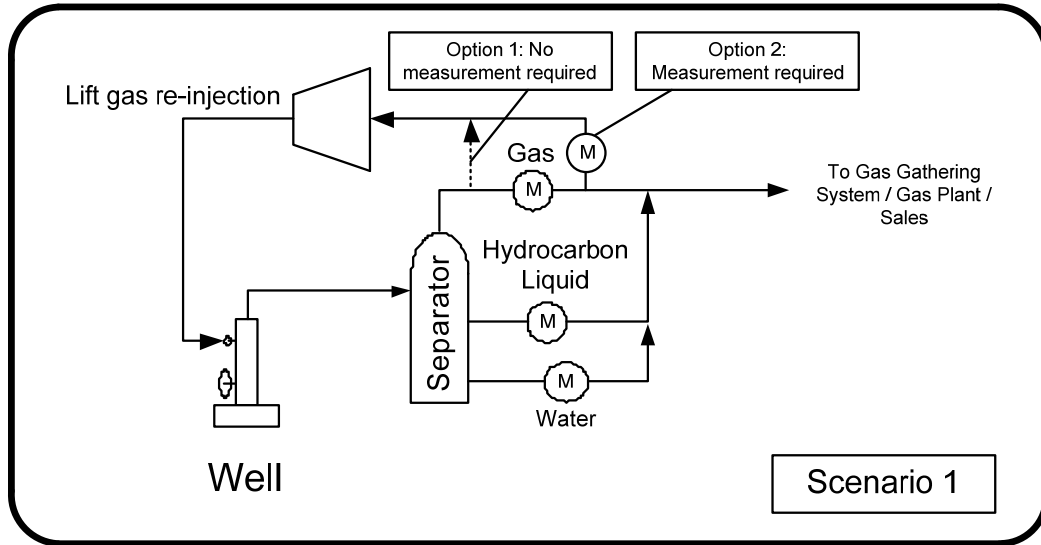 Option 1: No
measurement required
Option 2:
Measurement required
Lift gas re-injection
M
Gas
M
To Gas Gathering
System / Gas Plant /
Sales
Hydrocarbon
Liquid
Separator
M
M
Water
Well
Scenario 1